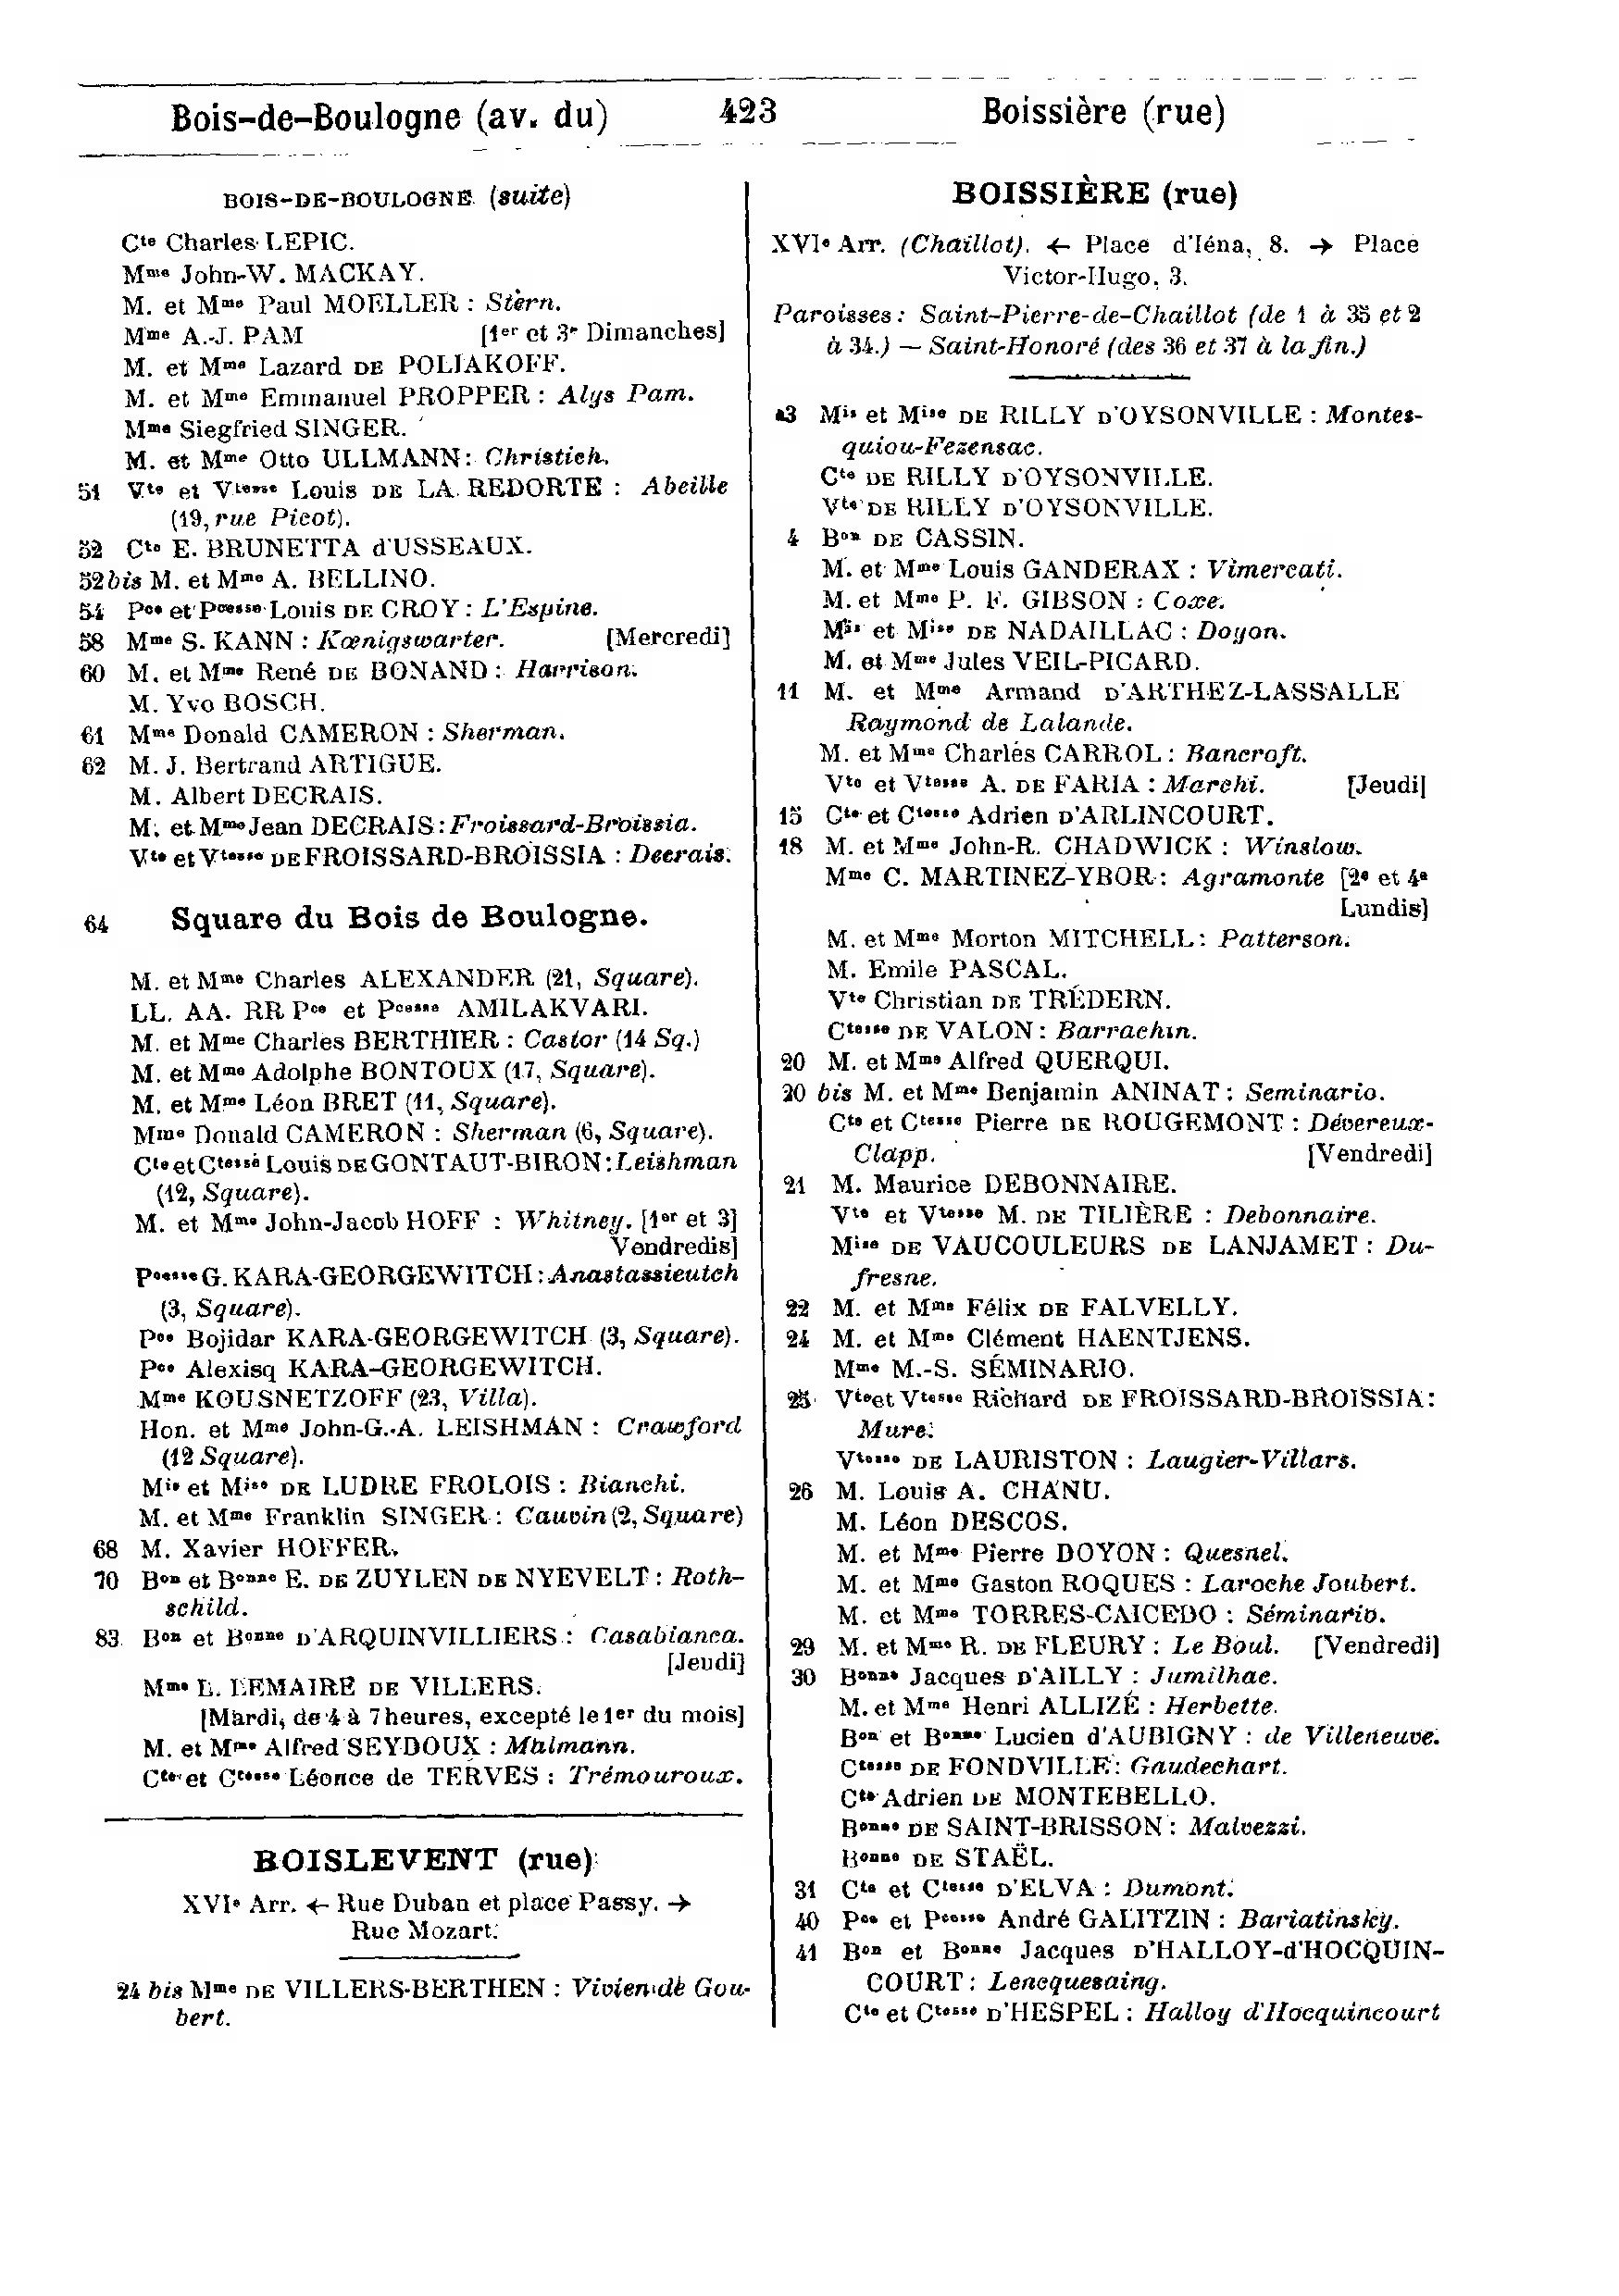 Bois-de-Boulogne (av. du) 423 Boissière (rue)
BOIS-DE-BOULOGNE (suite)
Cte Charles LEPIC.
Mme John-W. MACKAY.
M. et Mme Paul MOELLER : Stern.
Mme A.-J. PAM [1er et 3e Dimanches]
M. et Mme Lazard DE POLIAKOFF.
M. et Mme Emmanuel PROPPER : Alys Pam.
Mme Siegfried SINGER.
M. et Mme Otto ULLMANN : Christich.
51 Vte et Vtesse Louis DE LA REDORTE : Abeille
(19, rue Picot).
52 Cte E. BRUNETTA d'USSEAUX.
52 bis M. et Mme A. BELLINO.
54 Pce et Pcesse Louis DE CROY : L'Espine.
58 Mme S. KANN : Kœnigswarter. [Mercredi]
60 M. et Mme René DE BONAND : Harrison.
M. Yvo BOSCH.
61 Mme Donald CAMERON : Sherman.
62 M. J. Bertrand ARTIGUE.
M. Albert DECRAIS.
M. et Mme Jean DECRAIS : Froissard-Broissia.
Vte et Vtesse DE FROISSARD-BROISSIA : Decrais.
64 Square du Bois de Boulogne.
M. et Mme Charles ALEXANDER (21, Square).
LL. AA. RR Pce et Pcesse AMILAKVARI.
M. et Mme Charles BERTHIER : Castor (14 Sq.)
M. et Mme Adolphe BONTOUX (17, Square).
M. et Mme Léon BRET (11, Square).
Mme Donald CAMERON : Sherman (6, Square).
Cte et Ctesse Louis DE GONTAUT-BIRON : Leishman
(12, Square).
M. et Mme John-Jacob HOFF : Whitney. [1er et 3]
Vendredis]
Pcesse G. KARA-GEORGEWITCH : Anastassieutch
(3, Square).
Pce Bojidar KARA-GEORGEWITCH (3, Square).
Pce Alexisq KARA-GEORGEWITCH.
Mme KOUSNETZOFF (23, Villa).
Hon. et Mme John-G.-A. LEISHMAN : Crawford
(12 Square).
Mis et Mise DE LUDRE FROLOIS : Bianchi.
M. et Mme Franklin SINGER : Cauvin (2, Square)
68 M. Xavier HOFFER.
70 Bon et Bonne E. DE ZUYLEN DE NYEVELT : Roth-
schild.
83 Bon et Bonne D'ARQUINVILLIERS : Casabianca.
[Jeudi]
Mme L. LEMAIRE DE VILLERS.
[Mardi, de 4 à 7 heures, excepté le 1er du mois]
M. et Mme Alfred SEYDOUX : Malmann.
Cte et Ctesse Léonce de TERVES : Trémouroux.
BOISLEVENT (rue)
XVIe Arr. ← Rue Duban et place Passy. →
Rue Mozart.
24 bis Mme DE VILLERS-BERTHEN : Vivien de Gou-
bert.
BOISSIÈRE (rue)
XVIe Arr. (Chaillot). ← Place d'Iéna, 8. → Place
Victor-Hugo, 3.
Paroisses : Saint-Pierre-de-Chaillot (de 1 à 35 et 2
à 34.) — Saint-Honoré (des 36 et 37 à la fin.)
3 Mis et Mise DE RILLY D'OYSONVILLE : Montes-
quiou-Fezensac.
Cte DE RILLY D'OYSONVILLE.
Vte DE RILLY D'OYSONVILLE.
4 Bon DE CASSIN.
M. et Mme Louis GANDERAX : Vimercati.
M. et Mme P. F. GIBSON : Coxe.
Mis et Mise DE NADAILLAC : Doyon.
M. et Mme Jules VEIL-PICARD.
11 M. et Mme Armand D'ARTHEZ-LASSALLE
Raymond de Lalande.
M. et Mme Charles CARROL : Bancroft.
Vte et Vtesse A. DE FARIA : Marchi. [Jeudi]
15 Cte et Ctesse Adrien D'ARLINCOURT.
18 M. et Mme John-R. CHADWICK : Winslow.
Mme C. MARTINEZ-YBOR : Agramonte [2e et 4e
Lundis]
M. et Mme Morton MITCHELL : Patterson.
M. Emile PASCAL.
Vte Christian DE TRÉDERN.
Ctesse DE VALON : Barrachin.
20 M. et Mme Alfred QUERQUI.
20 bis M. et Mme Benjamin ANINAT : Seminario.
Cte et Ctesse Pierre DE ROUGEMONT : Dévereux-
Clapp. [Vendredi]
21 M. Maurice DEBONNAIRE.
Vte et Vtesse M. DE TILIÈRE : Debonnaire.
Mise DE VAUCOULEURS DE LANJAMET : Du-
fresne.
22 M. et Mme Félix DE FALVELLY.
24 M. et Mme Clément HAENTJENS.
Mme M.-S. SÉMINARIO.
25 Vte et Vtesse Richard DE FROISSARD-BROISSIA :
Mure.
Vtesse DE LAURISTON : Laugier-Villars.
26 M. Louis A. CHANU.
M. Léon DESCOS.
M. et Mme Pierre DOYON : Quesnel.
M. et Mme Gaston ROQUES : Laroche Joubert.
M. et Mme TORRES-CAICEDO : Séminario.
29 M. et Mme R. DE FLEURY : Le Boul. [Vendredi]
30 Bonne Jacques D'AILLY : Jumilhac.
M. et Mme Henri ALLIZÉ : Herbette.
Bon et Bonne Lucien d'AUBIGNY : de Villeneuve.
Ctesse DE FONDVILLE : Gaudechart.
Cte Adrien DE MONTEBELLO.
Bonne DE SAINT-BRISSON : Malvezzi.
Bonne DE STAËL.
31 Cte et Ctesse D'ELVA : Dumont.
40 Pce et Pcesse André GALITZIN : Bariatinsky.
41 Bon et Bonne Jacques D'HALLOY-d'HOCQUIN-
COURT : Lencquesaing.
Cte et Ctesse D'HESPEL : Halloy d'Hocquincourt